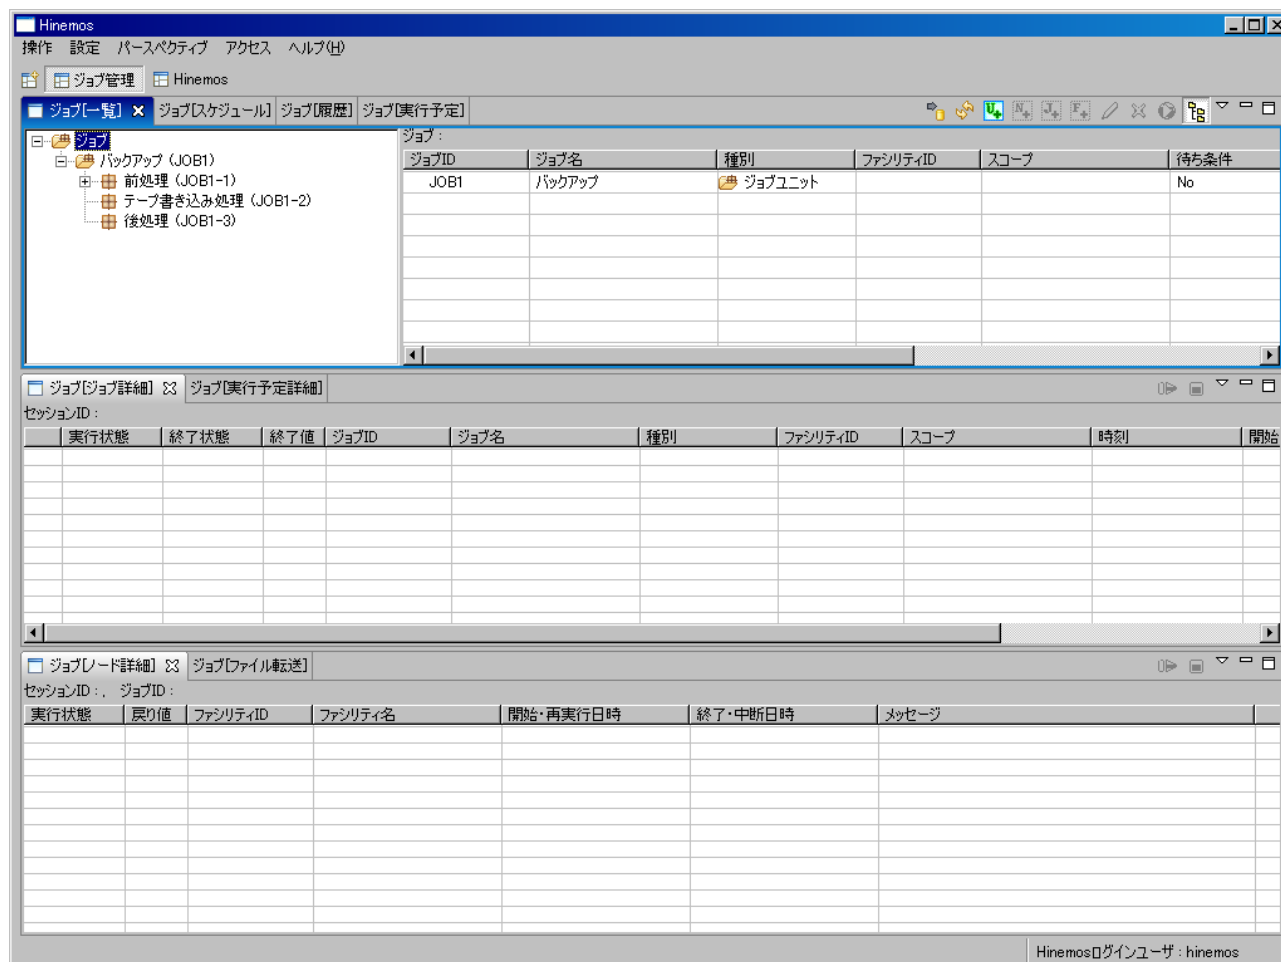 Hinemos
操作 設定 パースペクティブ アクセス ヘルプ(H)
ジョブ管理 Hinemos
ジョブ[一覧] ジョブ[スケジュール] ジョブ[履歴] ジョブ[実行予定]
ジョブ
バックアップ (JOB1)
前処理 (JOB1-1)
テープ書き込み処理 (JOB1-2)
後処理 (JOB1-3)
ジョブ :
ジョブID ジョブ名 種別 ファシリティID スコープ 待ち条件
JOB1 バックアップ ジョブユニット No
ジョブ[ジョブ詳細] ジョブ[実行予定詳細]
セッションID :
実行状態 終了状態 終了値 ジョブID ジョブ名 種別 ファシリティID スコープ 時刻 開始
ジョブ[ノード詳細] ジョブ[ファイル転送]
セッションID : , ジョブID :
実行状態 戻り値 ファシリティID ファシリティ名 開始・再実行日時 終了・中断日時 メッセージ
Hinemosログインユーザ : hinemos